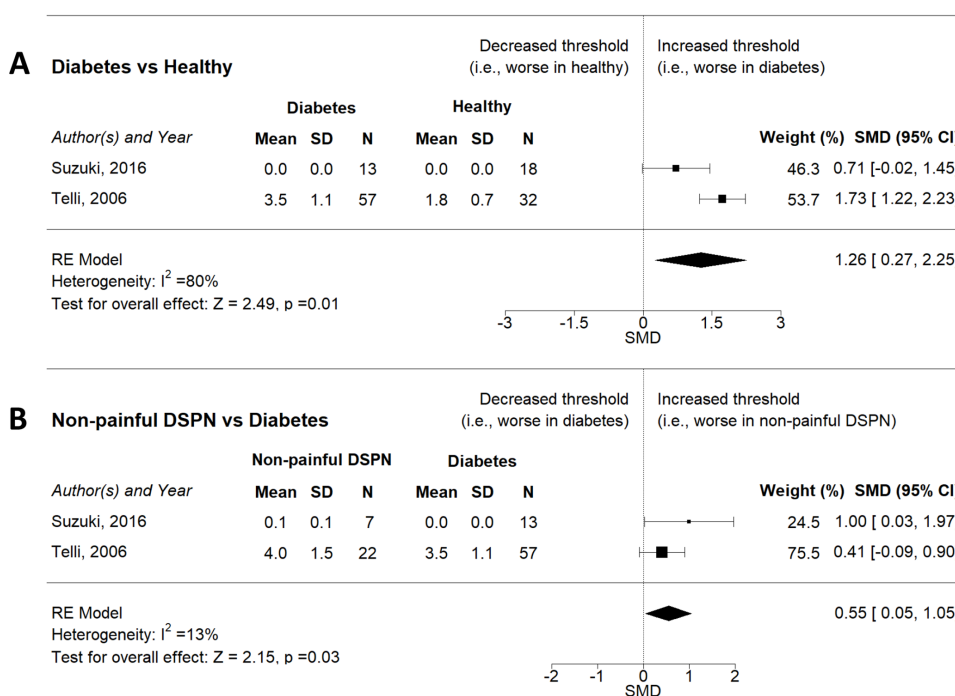 Decreased threshold Increased threshold
A Diabetes vs Healthy (i.e., worse in healthy) (i.e., worse in diabetes)
Diabetes Healthy
Author(s) and Year Mean SD N Mean SD N Weight (%) SMD (95% CI
Suzuki, 2016 0.0 0.0 13 0.0 0.0 18 46.3 0.71 [-0.02, 1.45
Telli, 2006 3.5 1.1 57 1.8 0.7 32 53.7 1.73 [ 1.22, 2.23
RE Model 1.26 [ 0.27, 2.25
Heterogeneity: I² =80%
Test for overall effect: Z = 2.49, p =0.01
-3 -1.5 0 1.5 3
SMD
Decreased threshold Increased threshold
B Non-painful DSPN vs Diabetes (i.e., worse in diabetes) (i.e., worse in non-painful DSPN)
Non-painful DSPN Diabetes
Author(s) and Year Mean SD N Mean SD N Weight (%) SMD (95% CI
Suzuki, 2016 0.1 0.1 7 0.0 0.0 13 24.5 1.00 [ 0.03, 1.97
Telli, 2006 4.0 1.5 22 3.5 1.1 57 75.5 0.41 [-0.09, 0.90
RE Model 0.55 [ 0.05, 1.05
Heterogeneity: I² =13%
Test for overall effect: Z = 2.15, p =0.03
-2 -1 0 1 2
SMD